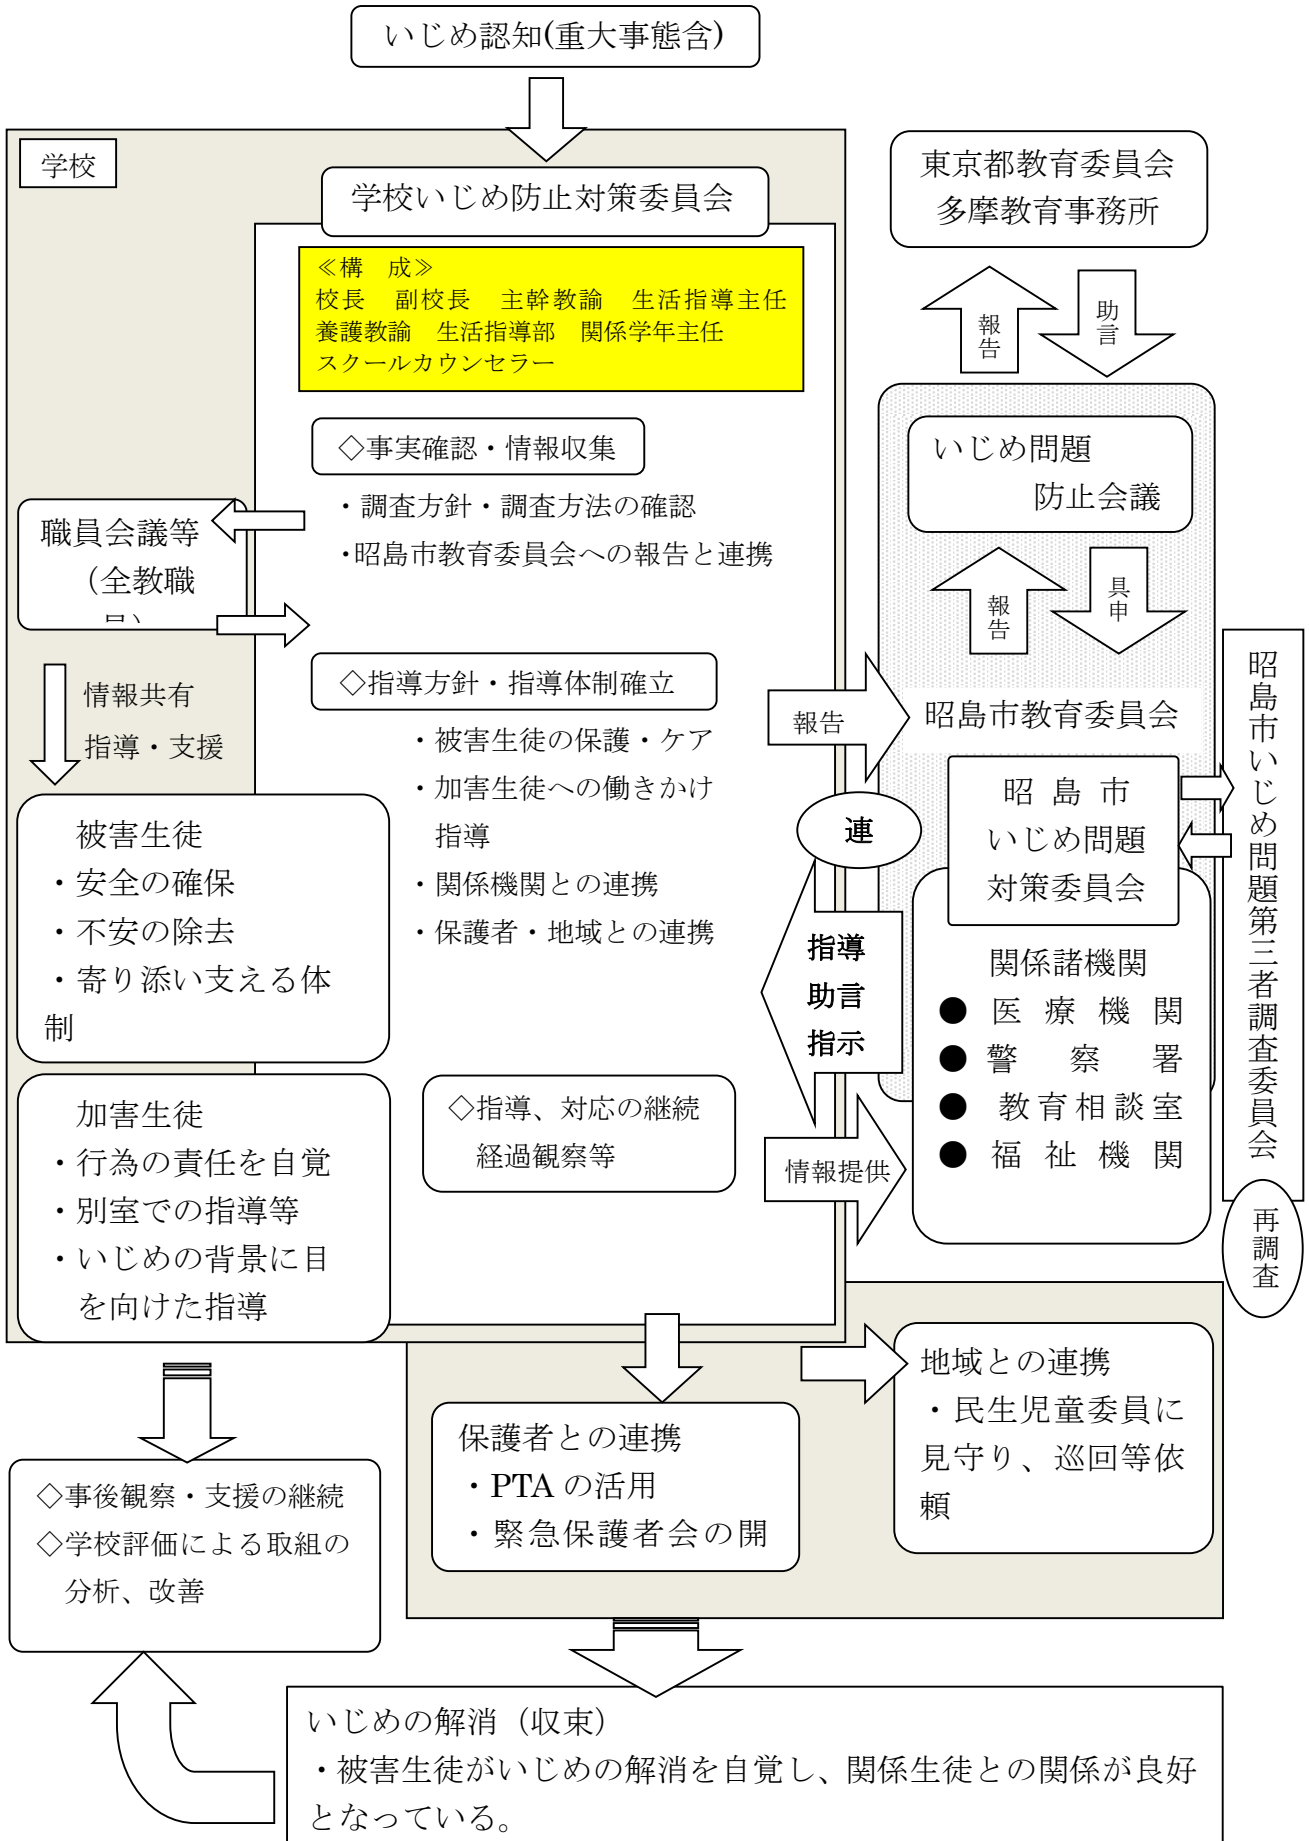 いじめ認知(重大事態含)
学校
学校いじめ防止対策委員会
≪構　成≫
校長　副校長　主幹教諭　生活指導主任
養護教諭　生活指導部　関係学年主任
スクールカウンセラー
◇事実確認・情報収集
・調査方針・調査方法の確認
・昭島市教育委員会への報告と連携
職員会議等
（全教職
◇指導方針・指導体制確立
・被害生徒の保護・ケア
・加害生徒への働きかけ
指導
・関係機関との連携
・保護者・地域との連携
情報共有
指導・支援
被害生徒
・安全の確保
・不安の除去
・寄り添い支える体
制
加害生徒
・行為の責任を自覚
・別室での指導等
・いじめの背景に目
を向けた指導
◇指導、対応の継続
経過観察等
東京都教育委員会
多摩教育事務所
報告
助言
いじめ問題
防止会議
報告
具申
報告
昭島市教育委員会
連
指導
助言
指示
情報提供
昭島市
いじめ問題
対策委員会
関係諸機関
●医療機関
●警察署
●教育相談室
●福祉機関
昭島市いじめ問題第三者調査委員会
再調査
地域との連携
・民生児童委員に
見守り、巡回等依
頼
保護者との連携
・PTA の活用
・緊急保護者会の開
◇事後観察・支援の継続
◇学校評価による取組の
分析、改善
いじめの解消（収束）
・被害生徒がいじめの解消を自覚し、関係生徒との関係が良好
となっている。